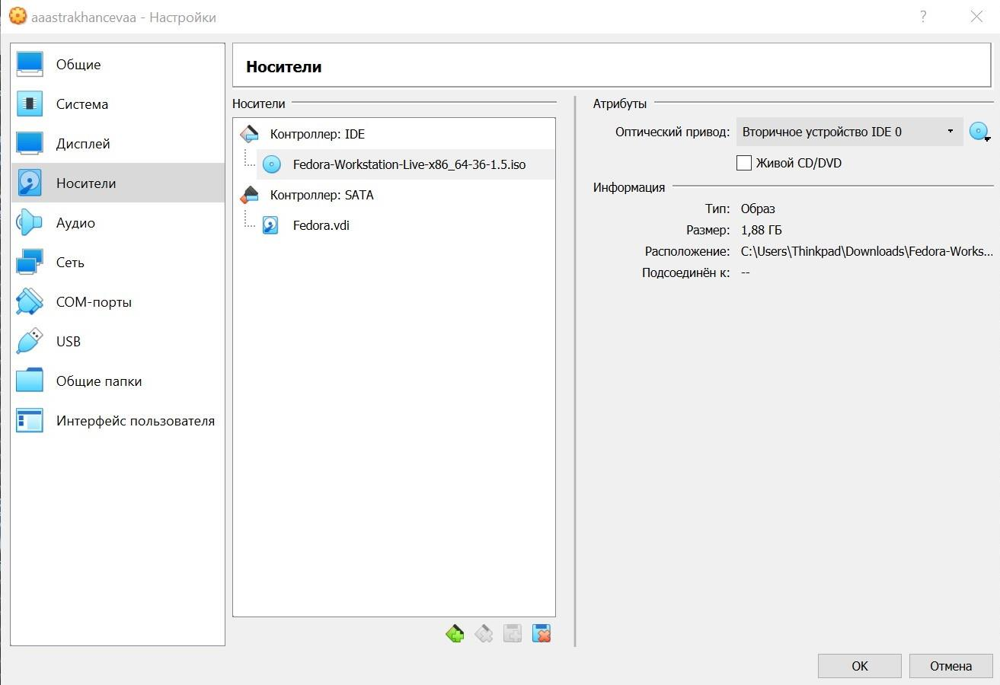 aaastrakhancevaa - Настройки
?
Общие
Система
Дисплей
Носители
Аудио
Сеть
COM-порты
USB
Общие папки
Интерфейс пользователя
Носители
Носители
Контроллер: IDE
Fedora-Workstation-Live-x86_64-36-1.5.iso
Контроллер: SATA
Fedora.vdi
Атрибуты
Оптический привод: Вторичное устройство IDE 0
Живой CD/DVD
Информация
Тип: Образ
Размер: 1,88 ГБ
Расположение: C:\Users\Thinkpad\Downloads\Fedora-Works...
Подсоединён к: --
OK
Отмена